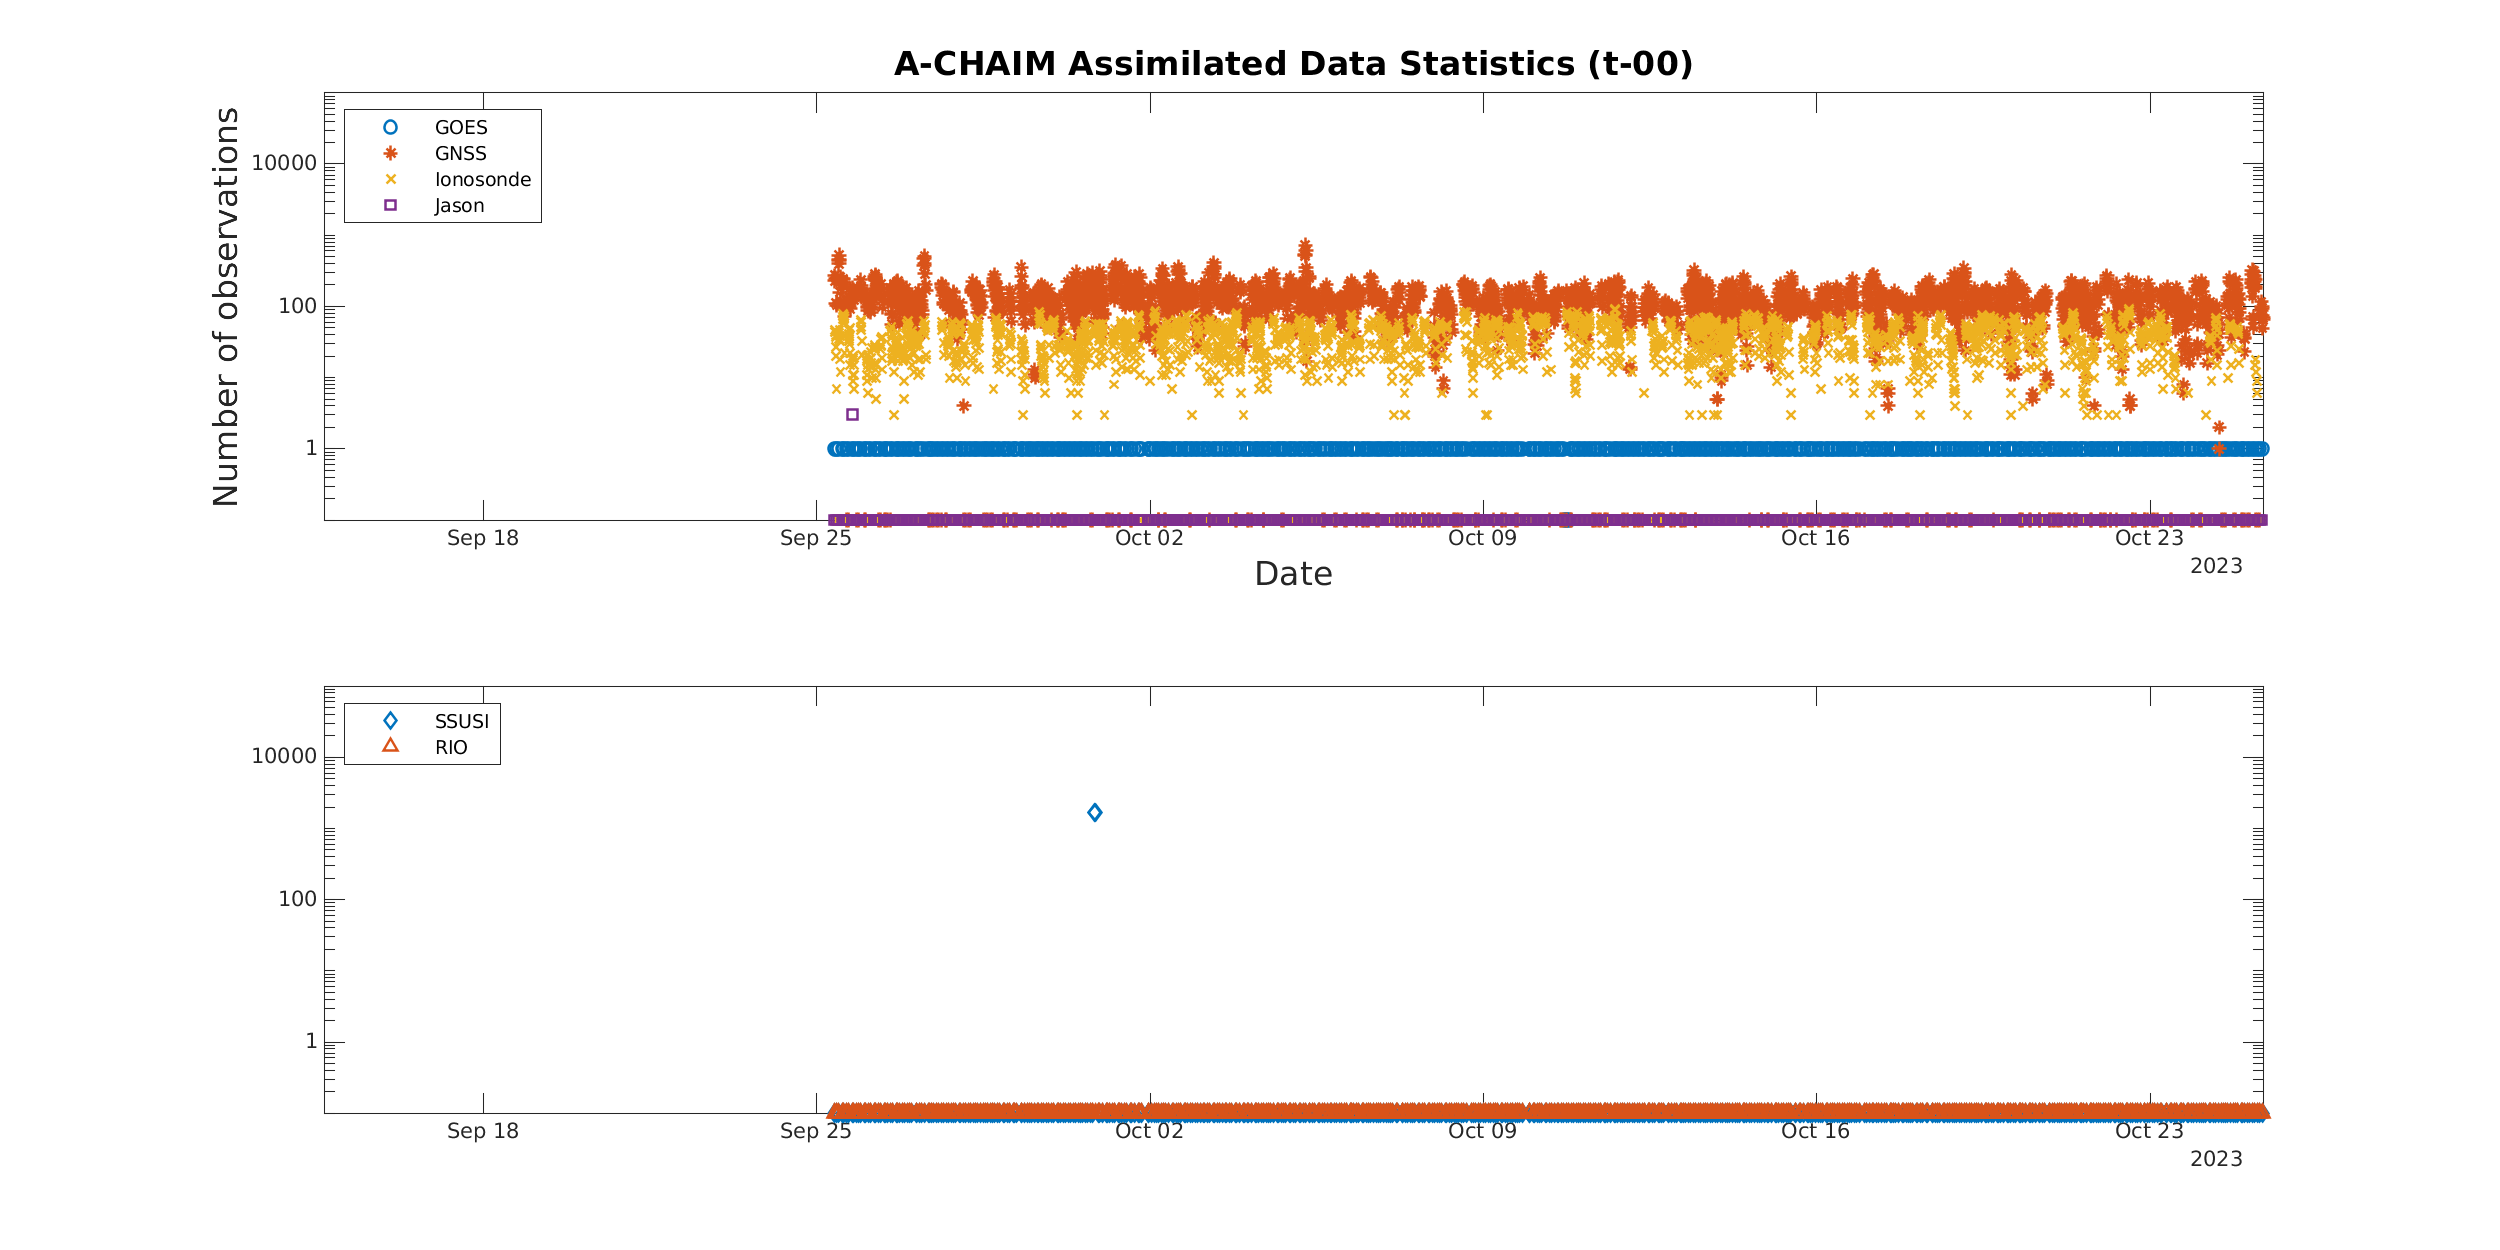 A-CHAIM Assimilated Data Statistics (t-00)
Number of observations
GOES
GNSS
Ionosonde
Jason
10000
100
1
Sep 18
Sep 25
Oct 02
Oct 09
Oct 16
Oct 23
2023
Date
SSUSI
RIO
10000
100
1
Sep 18
Sep 25
Oct 02
Oct 09
Oct 16
Oct 23
2023